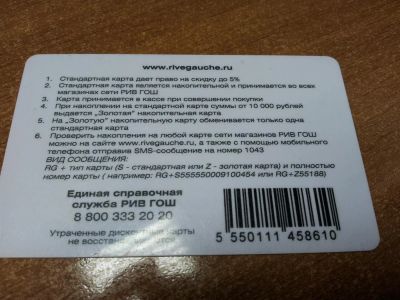 www.rivegauche.ru
1. Стандартная карта дает право на скидку до 5%
2. Стандартная карта является накопительной и принимается во всех
магазинах сети РИВ ГОШ
3. Карта принимается в кассе при совершении покупки
4. При накоплении на стандартной карте суммы от 10 000 рублей
выдается „Золотая” накопительная карта
5. На „Золотую” накопительную карту обменивается только одна
стандартная карта
6. Проверить накопления на любой карте сети магазинов РИВ ГОШ
можно на сайте www.rivegauche.ru, а также с помощью мобильного
телефона отправив SMS-сообщение на номер 1043
ВИД СООБЩЕНИЯ:
RG + тип карты (S - стандартная или Z - золотая карта) и полностью
номер карты ( например: RG+S555550009100464 или RG+Z55188)
Единая справочная
служба РИВ ГОШ
8 800 333 20 20
Утраченные дисконтные карты
не восстанавливаются
5 550111 458610